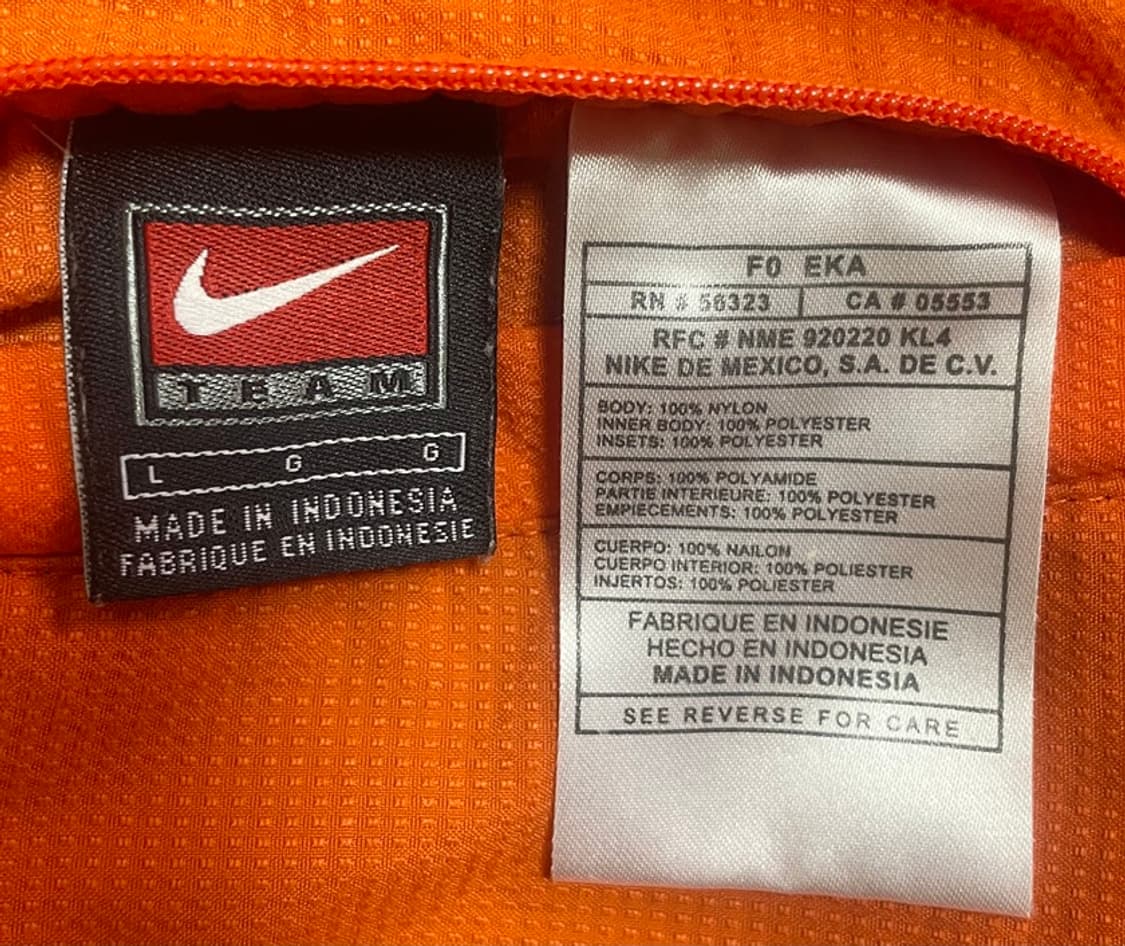 TEAM
L G G
MADE IN INDONESIA
FABRIQUE EN INDONESIE
F0 EKA
RN # 56323 CA # 05553
RFC # NME 920220 KL4
NIKE DE MEXICO, S.A. DE C.V.
BODY: 100% NYLON
INNER BODY: 100% POLYESTER
INSETS: 100% POLYESTER
CORPS: 100% POLYAMIDE
PARTIE INTERIEURE: 100% POLYESTER
EMPIECEMENTS: 100% POLYESTER
CUERPO: 100% NAILON
CUERPO INTERIOR: 100% POLIESTER
INJERTOS: 100% POLIESTER
FABRIQUE EN INDONESIE
HECHO EN INDONESIA
MADE IN INDONESIA
SEE REVERSE FOR CARE